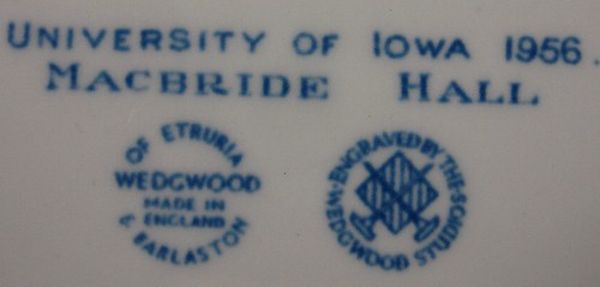 UNIVERSITY OF IOWA 1956.
MACBRIDE HALL
OF ETRURIA
WEDGWOOD
MADE IN
ENGLAND
& BARLASTON
ENGRAVED BY THE
WEDGWOOD STUDIOS